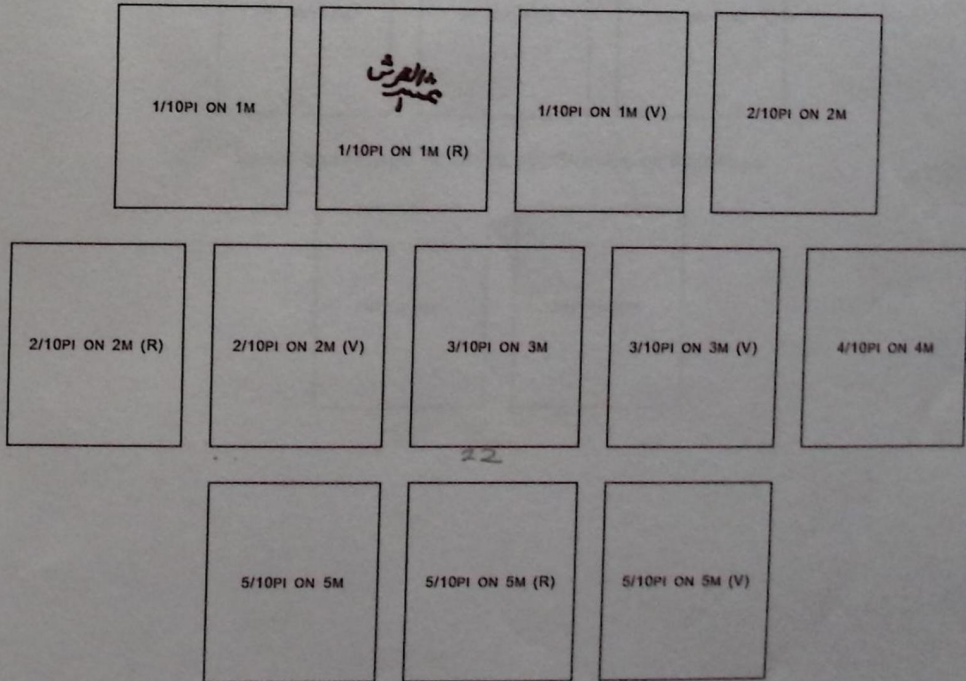 1/10PI ON 1M
العرش
1/10PI ON 1M (R)
1/10PI ON 1M (V)
2/10PI ON 2M
2/10PI ON 2M (R)
2/10PI ON 2M (V)
3/10PI ON 3M
3/10PI ON 3M (V)
4/10PI ON 4M
22
5/10PI ON 5M
5/10PI ON 5M (R)
5/10PI ON 5M (V)